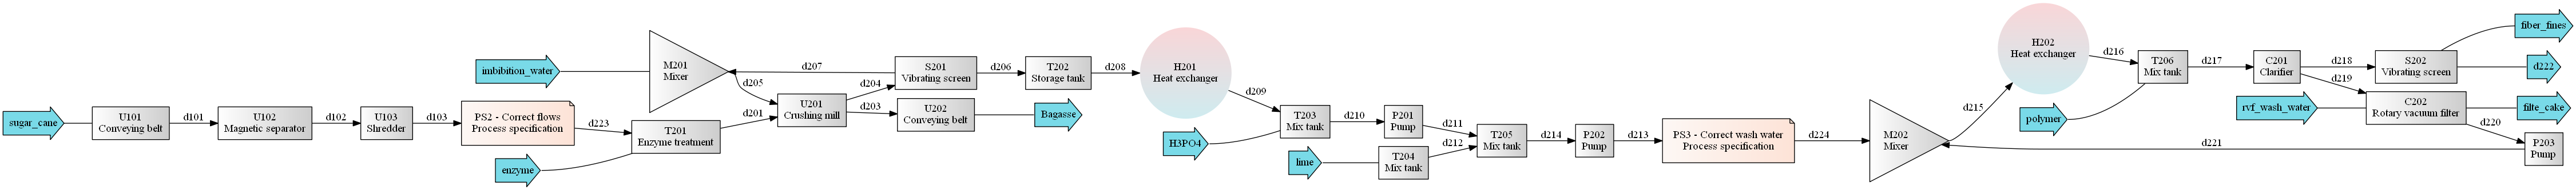 sugar_cane
U101
Conveying belt
d101
U102
Magnetic separator
d102
U103
Shredder
d103
PS2 - Correct flows
Process specification
d223
enzyme
T201
Enzyme treatment
d201
imbibition_water
M201
Mixer
d205
d207
U201
Crushing mill
d204
d203
S201
Vibrating screen
U202
Conveying belt
d206
T202
Storage tank
Bagasse
d208
H201
Heat exchanger
d209
H3PO4
T203
Mix tank
d210
P201
Pump
d211
lime
T204
Mix tank
d212
T205
Mix tank
d214
P202
Pump
d213
PS3 - Correct wash water
Process specification
d224
M202
Mixer
d215
d221
H202
Heat exchanger
d216
polymer
T206
Mix tank
d217
C201
Clarifier
d218
d219
rvf_wash_water
S202
Vibrating screen
C202
Rotary vacuum filter
d220
fiber_fines
d222
filte_cake
P203
Pump